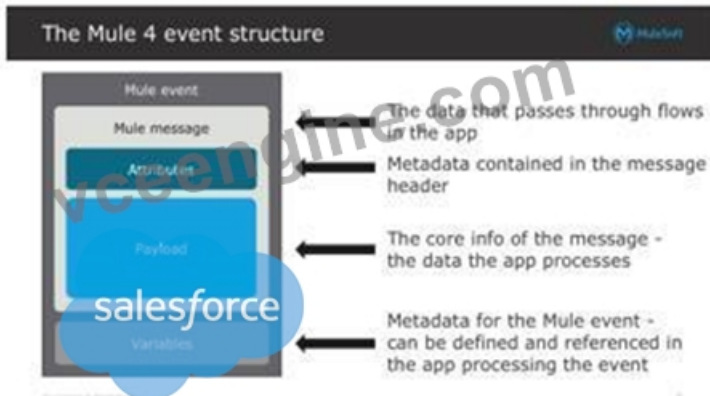 The Mule 4 event structure
MuleSoft
Mule event
Mule message
Attributes
Payload
Variables
The data that passes through flows
in the app
Metadata contained in the message
header
The core info of the message -
the data the app processes
Metadata for the Mule event -
can be defined and referenced in
the app processing the event
vceengine.com
salesforce